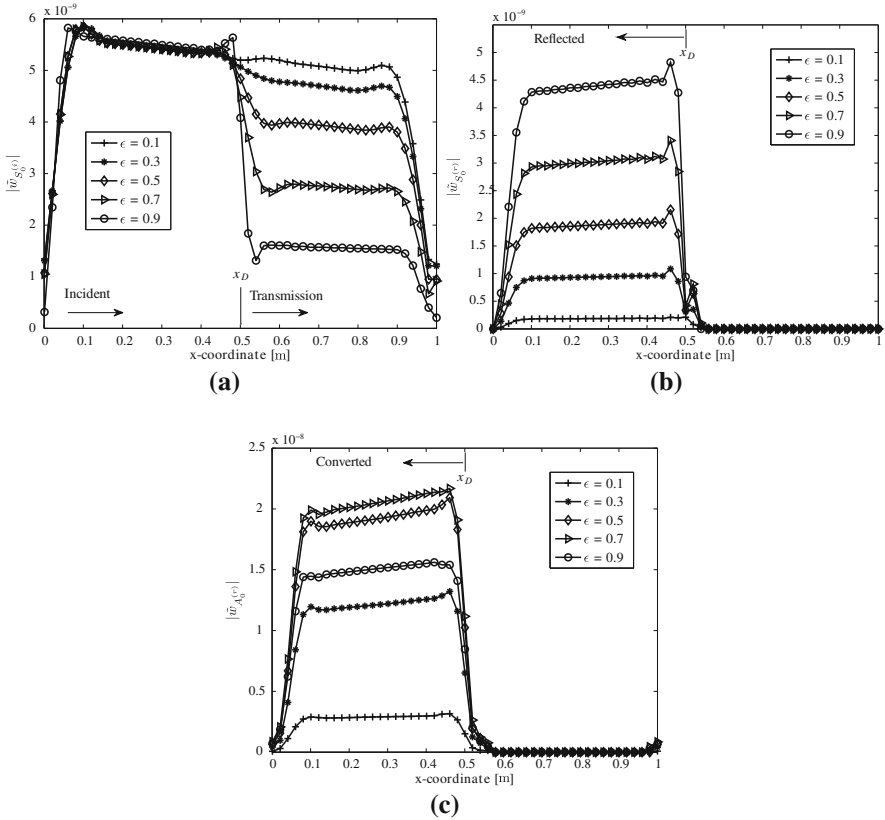 x 10⁻⁹
6
5
4
3
2
1
0
|w̃_{S_0^{(i)}}|
ϵ = 0.1
ϵ = 0.3
ϵ = 0.5
ϵ = 0.7
ϵ = 0.9
Incident
x_D
Transmission
0 0.1 0.2 0.3 0.4 0.5 0.6 0.7 0.8 0.9 1
x-coordinate [m]
(a)
x 10⁻⁹
5
4.5
4
3.5
3
2.5
2
1.5
1
0.5
0
|w̃_{S_0^{(r)}}|
Reflected
x_D
ϵ = 0.1
ϵ = 0.3
ϵ = 0.5
ϵ = 0.7
ϵ = 0.9
0 0.1 0.2 0.3 0.4 0.5 0.6 0.7 0.8 0.9 1
x-coordinate [m]
(b)
x 10⁻⁸
2.5
2
1.5
1
0.5
0
|w̃_{A_0^{(r)}}|
Converted
x_D
ϵ = 0.1
ϵ = 0.3
ϵ = 0.5
ϵ = 0.7
ϵ = 0.9
0 0.1 0.2 0.3 0.4 0.5 0.6 0.7 0.8 0.9 1
x-coordinate [m]
(c)